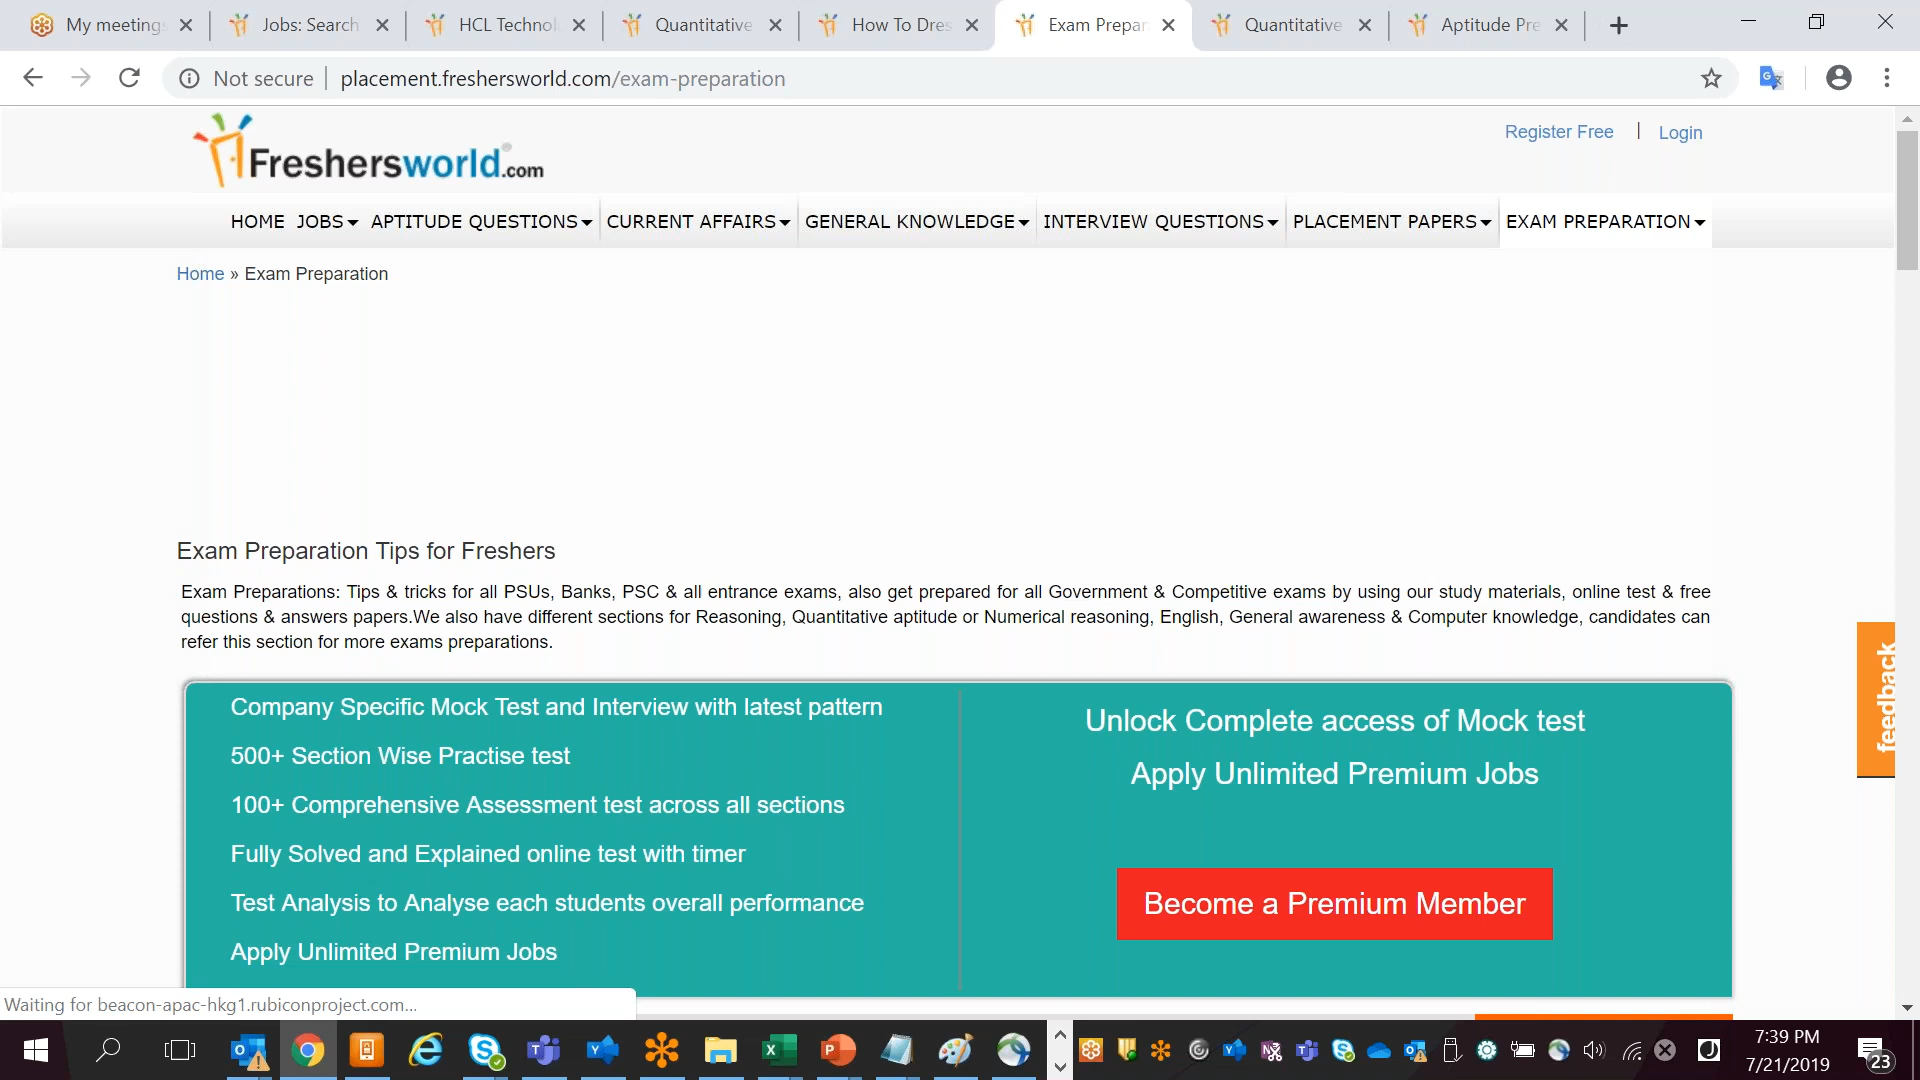 My meeting
Jobs: Search
HCL Technol
Quantitative
How To Dres
Exam Prepar
Quantitative
Aptitude Pre
Not secure
placement.freshersworld.com/exam-preparation
Freshersworld.com
Register Free | Login
HOME JOBS APTITUDE QUESTIONS CURRENT AFFAIRS GENERAL KNOWLEDGE INTERVIEW QUESTIONS PLACEMENT PAPERS EXAM PREPARATION
Home » Exam Preparation
Exam Preparation Tips for Freshers
Exam Preparations: Tips & tricks for all PSUs, Banks, PSC & all entrance exams, also get prepared for all Government & Competitive exams by using our study materials, online test & free
questions & answers papers.We also have different sections for Reasoning, Quantitative aptitude or Numerical reasoning, English, General awareness & Computer knowledge, candidates can
refer this section for more exams preparations.
feedback
Company Specific Mock Test and Interview with latest pattern
500+ Section Wise Practise test
100+ Comprehensive Assessment test across all sections
Fully Solved and Explained online test with timer
Test Analysis to Analyse each students overall performance
Apply Unlimited Premium Jobs
Unlock Complete access of Mock test
Apply Unlimited Premium Jobs
Become a Premium Member
Waiting for beacon-apac-hkg1.rubiconproject.com...
7:39 PM
7/21/2019
23